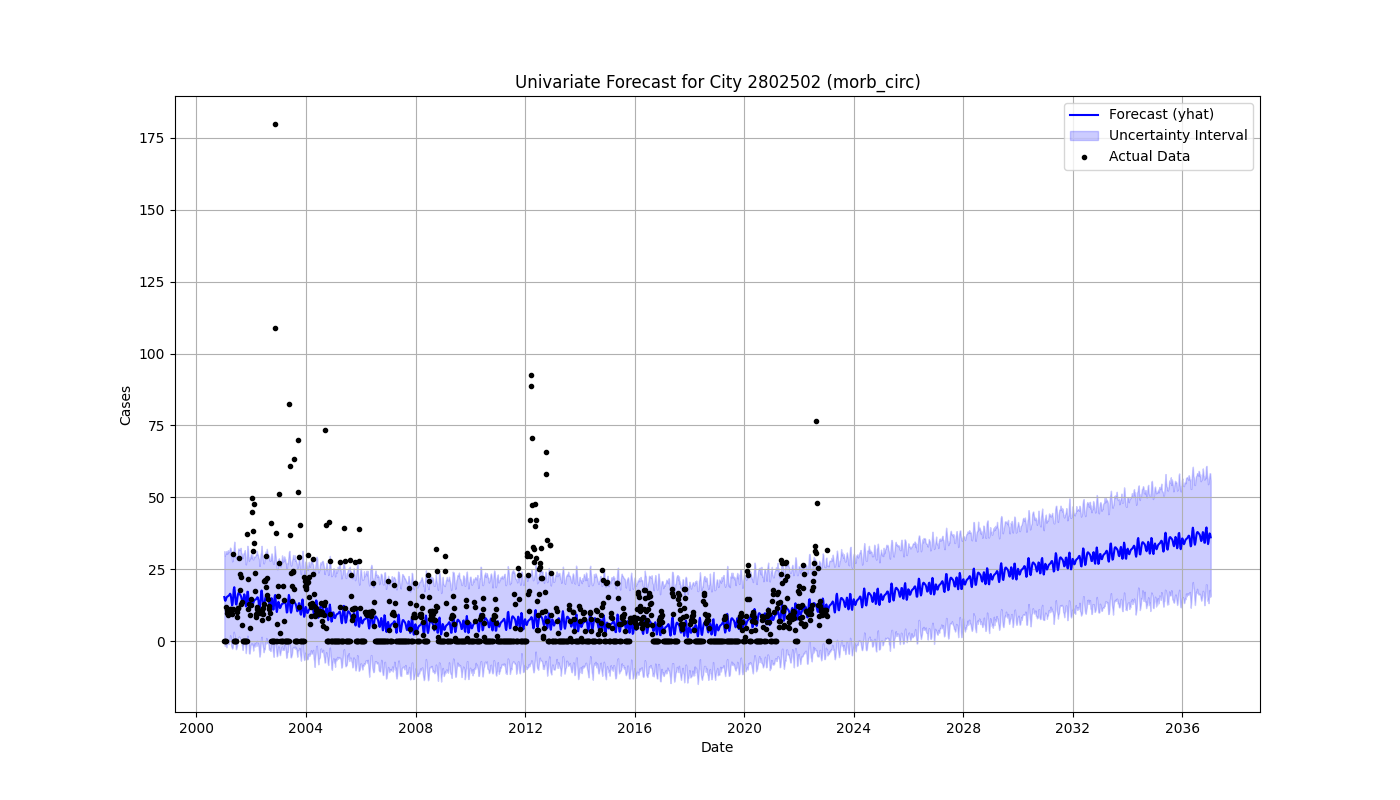 Univariate Forecast for City 2802502 (morb_circ)
Forecast (yhat)
Uncertainty Interval
Actual Data
175
150
125
100
75
50
25
0
Cases
2000 2004 2008 2012 2016 2020 2024 2028 2032 2036
Date